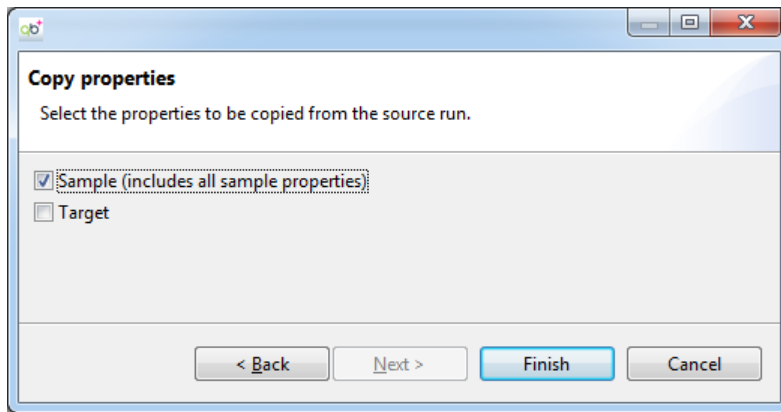 qb+
Copy properties
Select the properties to be copied from the source run.
Sample (includes all sample properties)
Target
< Back
Next >
Finish
Cancel